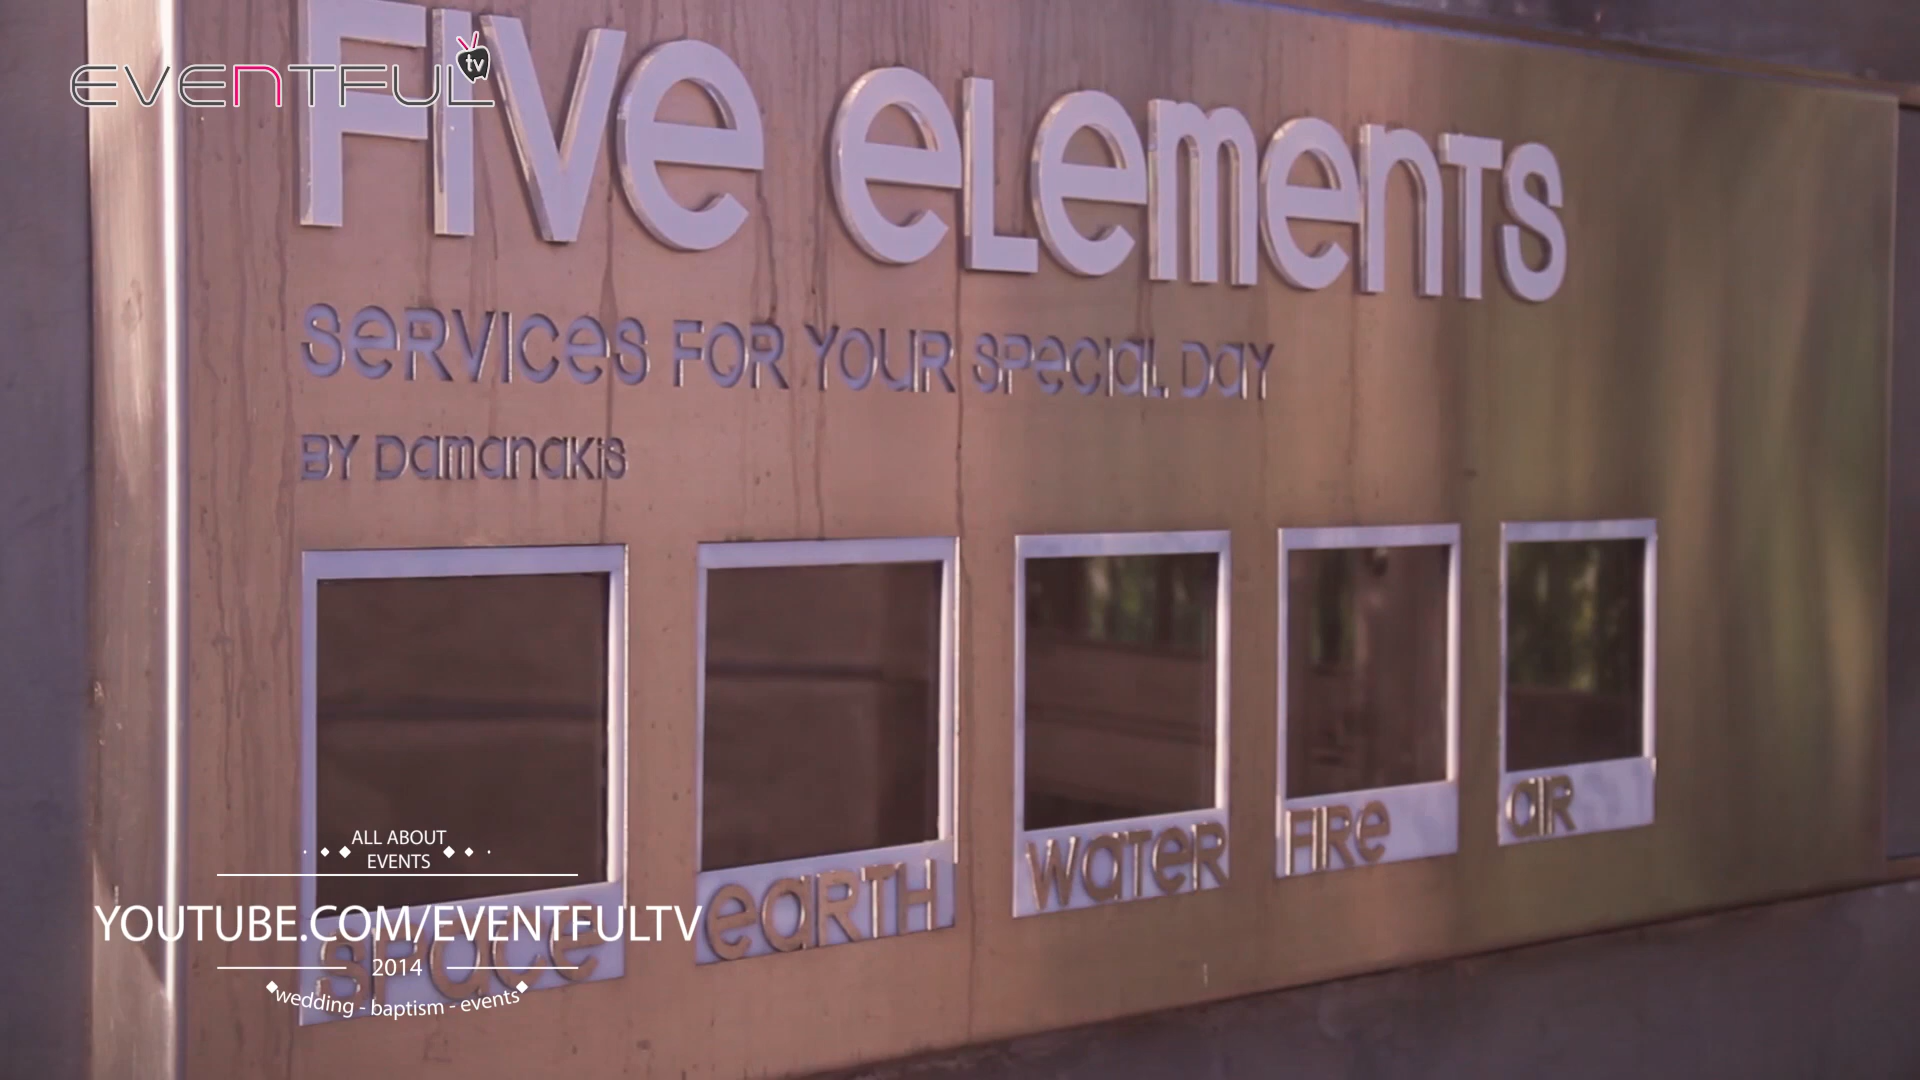 EVENTFUL tv
FIVE ELEMENTS
SERVICES FOR YOUR SPECIAL DAY
BY DAMANAKIS
SPACE
EARTH
WATER
FIRE
AIR
ALL ABOUT
EVENTS
YOUTUBE.COM/EVENTFULTV
2014
wedding - baptism - events